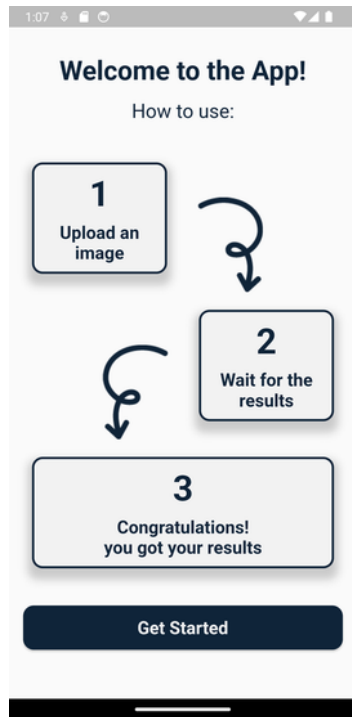 1:07
Welcome to the App!
How to use:
1
Upload an
image
2
Wait for the
results
3
Congratulations!
you got your results
Get Started